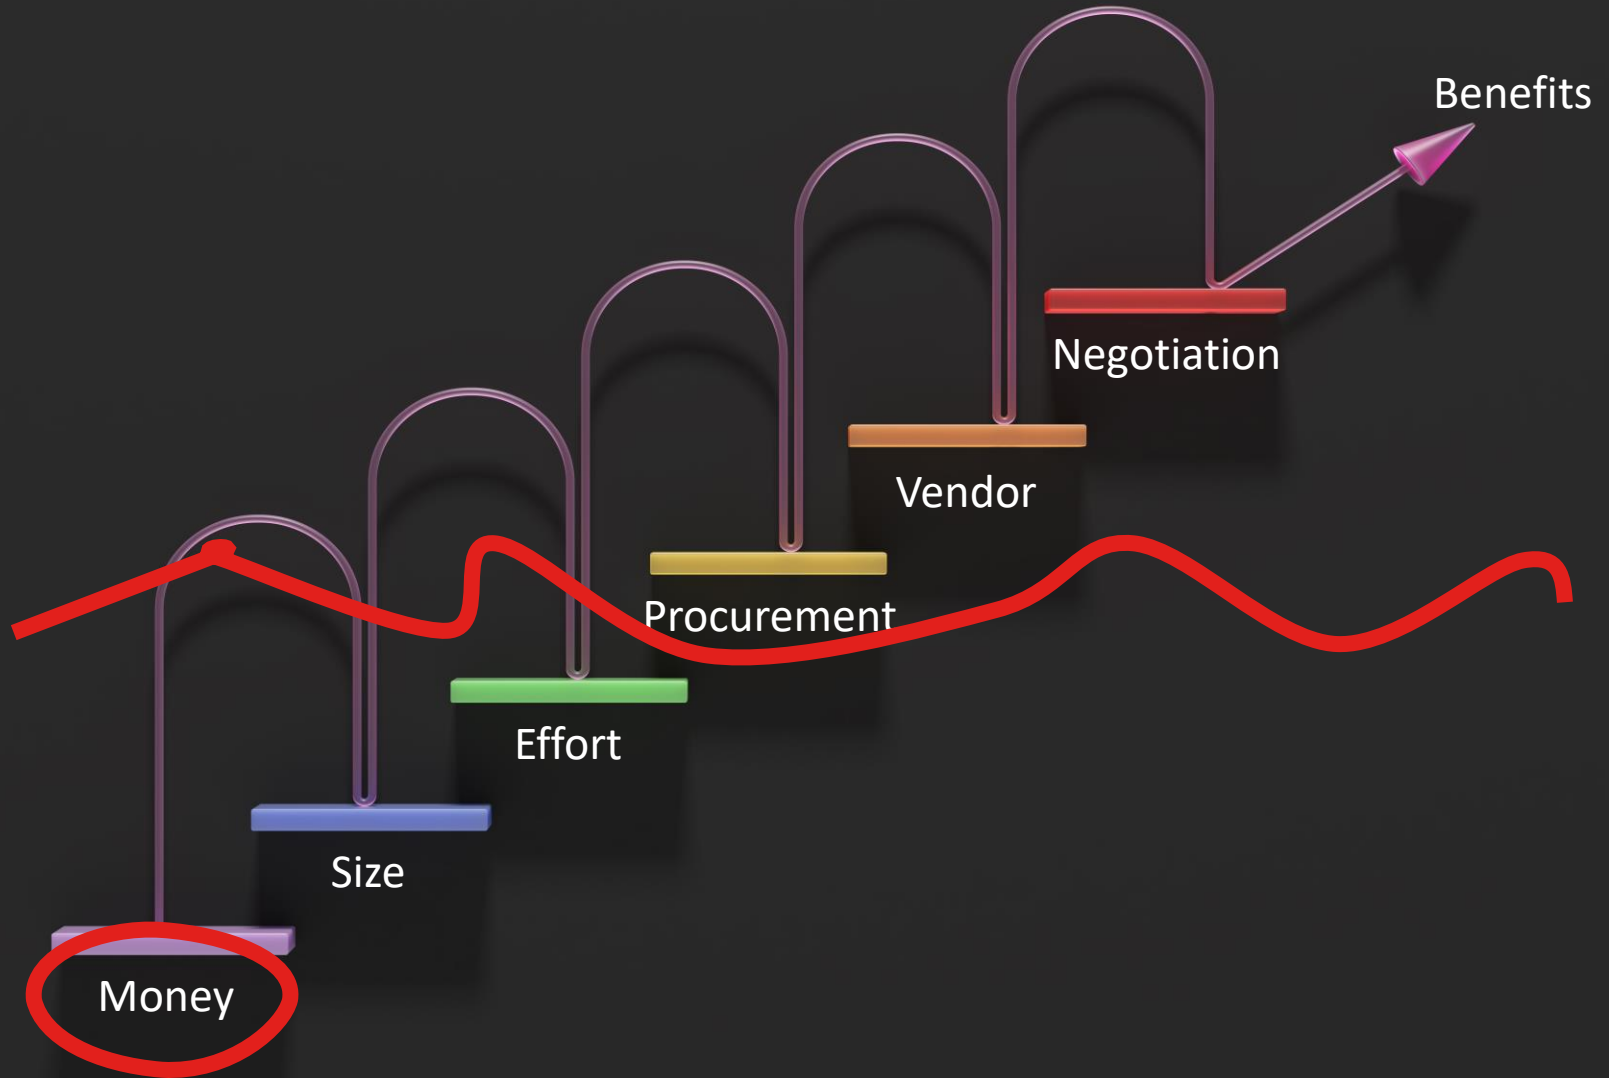 Benefits
Negotiation
Vendor
Procurement
Effort
Size
Money